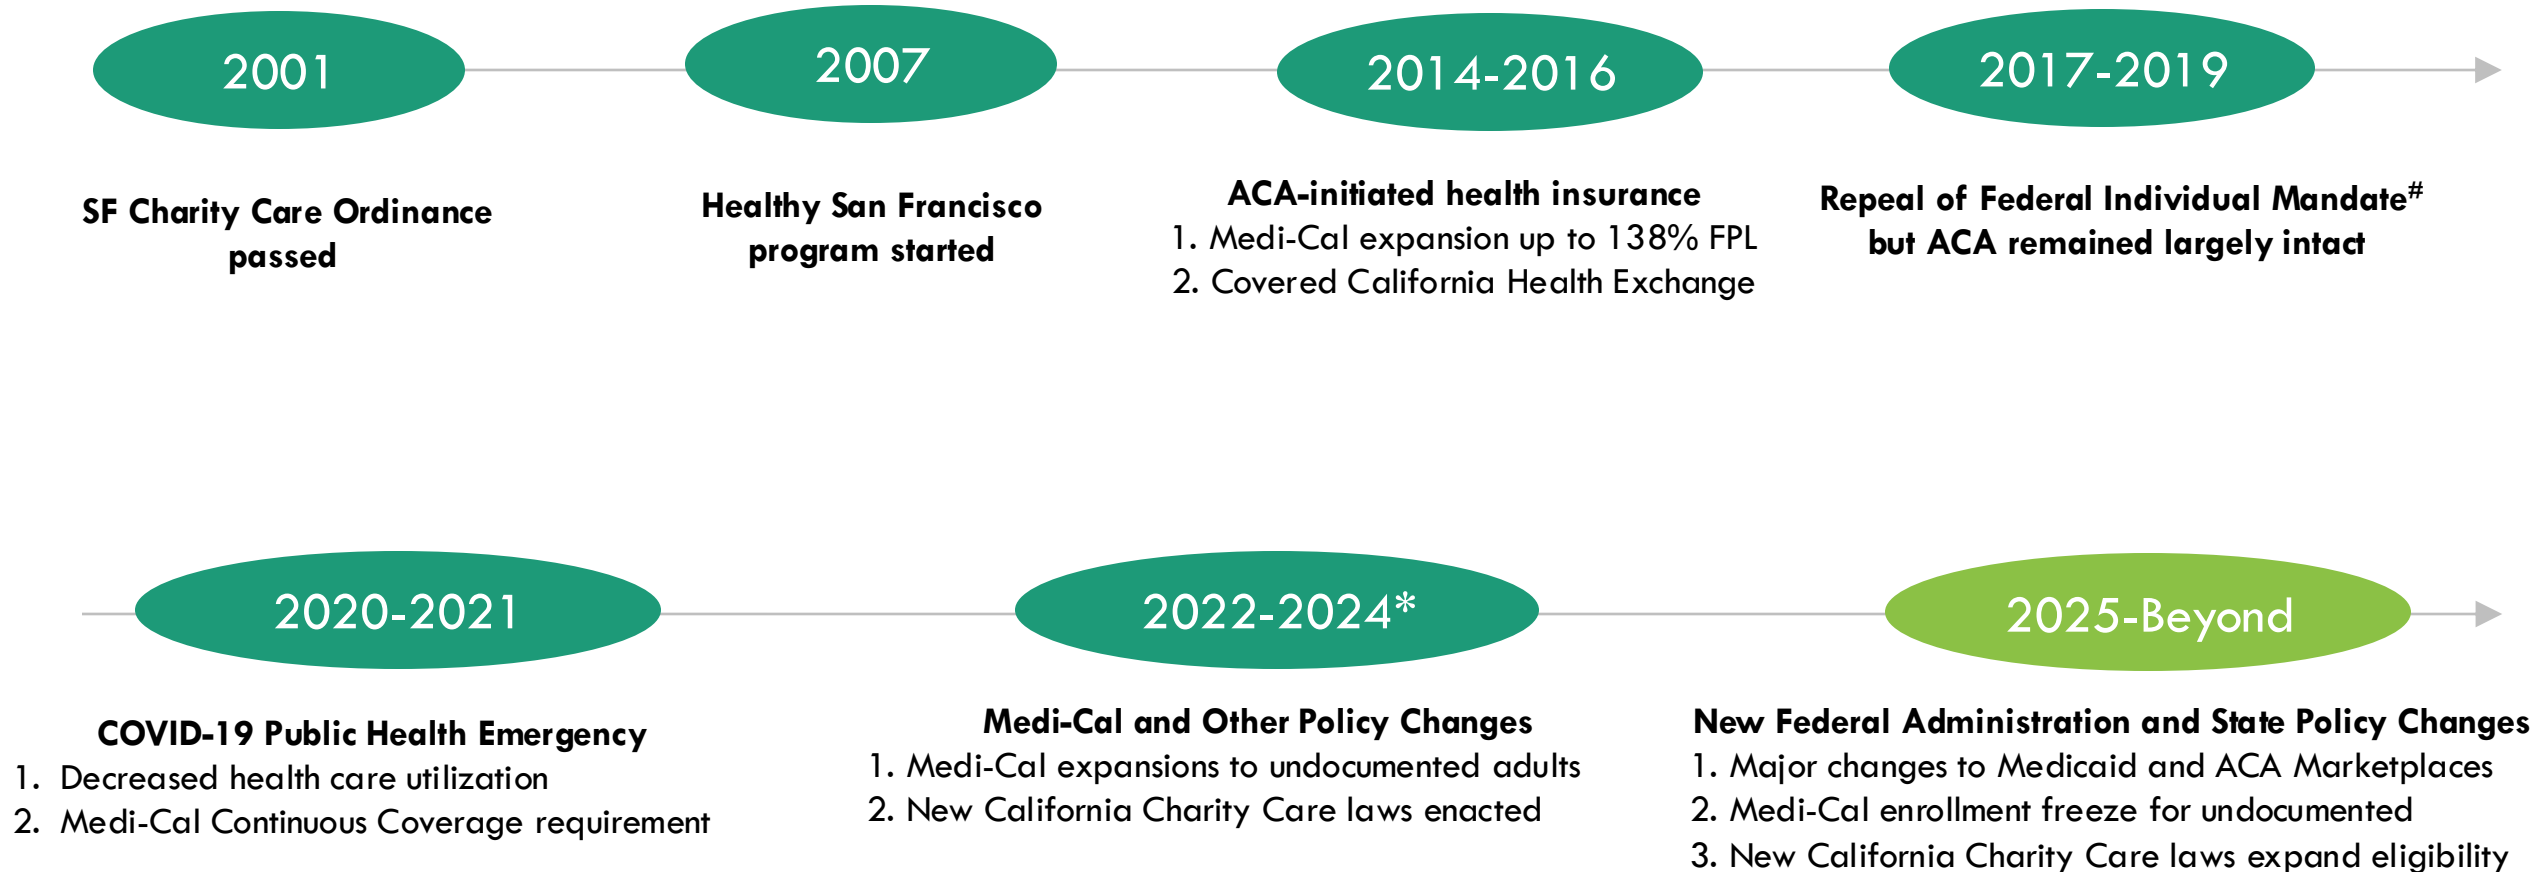 2001
2007
2014-2016
2017-2019
SF Charity Care Ordinance
passed
Healthy San Francisco
program started
ACA-initiated health insurance
1. Medi-Cal expansion up to 138% FPL
2. Covered California Health Exchange
Repeal of Federal Individual Mandate#
but ACA remained largely intact
2020-2021
2022-2024*
2025-Beyond
COVID-19 Public Health Emergency
1. Decreased health care utilization
2. Medi-Cal Continuous Coverage requirement
Medi-Cal and Other Policy Changes
1. Medi-Cal expansions to undocumented adults
2. New California Charity Care laws enacted
New Federal Administration and State Policy Changes
1. Major changes to Medicaid and ACA Marketplaces
2. Medi-Cal enrollment freeze for undocumented
3. New California Charity Care laws expand eligibility